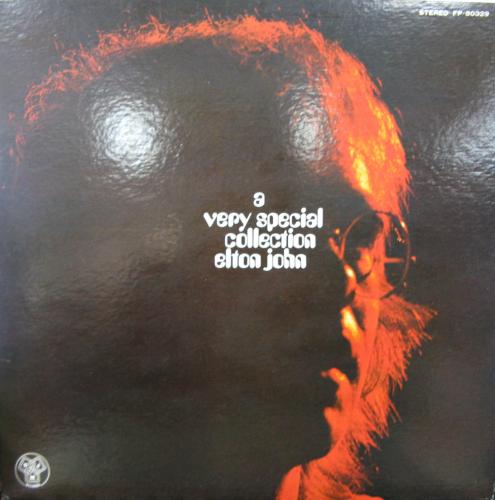 STEREO FP-80329
a
very special
collection
elton john